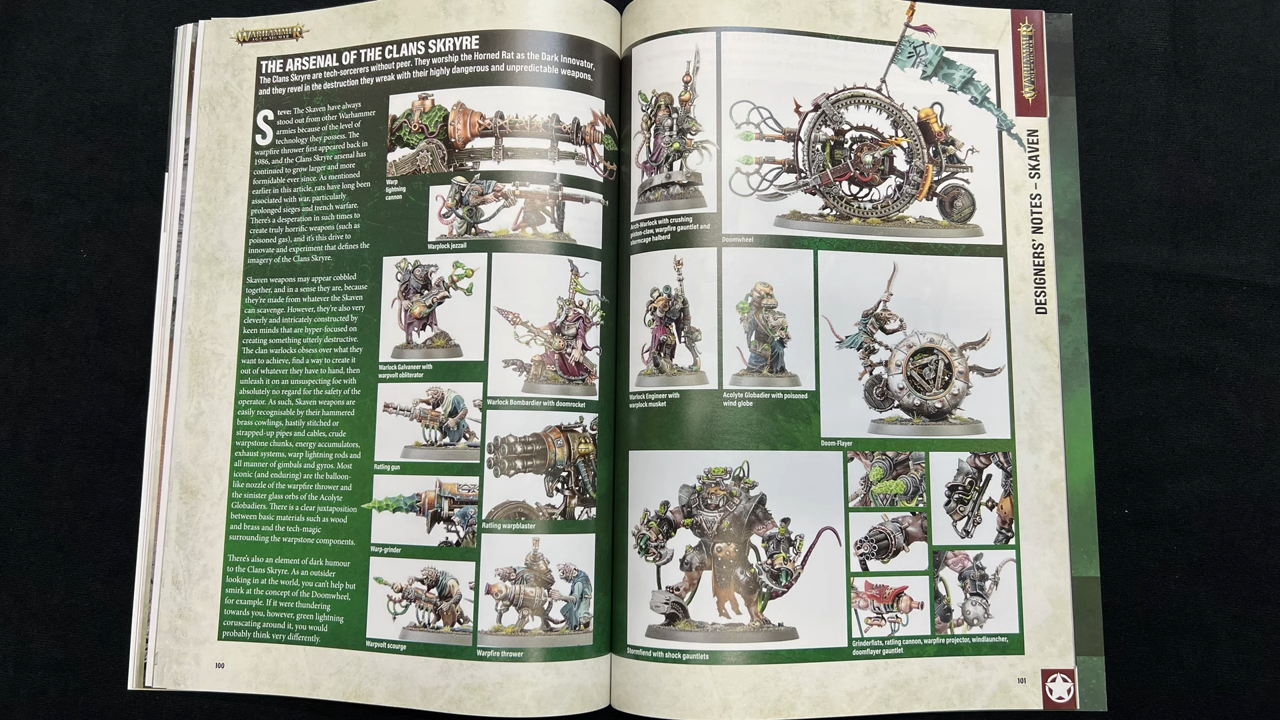 WARHAMMER
AGE OF SIGMAR
THE ARSENAL OF THE CLANS SKRYRE
The Clans Skryre are tech-sorcerers without peer. They worship the Horned Rat as the Dark Innovator,
and they revel in the destruction they wreak with their highly dangerous and unpredictable weapons.
Steve: The Skaven have always
stood out from other Warhammer
armies because of the level of
technology they possess. The
warpfire thrower first appeared back in
1986, and the Clans Skryre arsenal has
continued to grow larger and more
formidable ever since. As mentioned
earlier in this article, rats have long been
associated with war, particularly
prolonged sieges and trench warfare.
There's a desperation in such times to
create truly horrific weapons (such as
poisoned gas), and it's this drive to
innovate and experiment that defines the
imagery of the Clans Skryre.
Skaven weapons may appear cobbled
together, and in a sense they are, because
they're made from whatever the Skaven
can scavenge. However, they're also very
cleverly and intricately constructed by
keen minds that are hyper-focused on
creating something utterly destructive.
The clan warlocks obsess over what they
want to achieve, find a way to create it
out of whatever they have to hand, then
unleash it on an unsuspecting foe with
absolutely no regard for the safety of the
operator. As such, Skaven weapons are
easily recognisable by their hammered
brass cowlings, hastily stitched or
strapped-up pipes and cables, crude
warpstone chunks, energy accumulators,
exhaust systems, warp lightning rods and
all manner of gimbals and gyros. Most
iconic (and enduring) are the balloon-
like nozzle of the warpfire thrower and
the sinister glass orbs of the Acolyte
Globadiers. There is a clear juxtaposition
between basic materials such as wood
and brass and the tech-magic
surrounding the warpstone components.
There's also an element of dark humour
to the Clans Skryre. As an outsider
looking in at the world, you can't help but
smirk at the concept of the Doomwheel,
for example. If it were thundering
towards you, however, green lightning
coruscating around it, you would
probably think very differently.
Warp
lightning
cannon
Warplock jezzail
Warlock Galvaneer with
warpvolt obliterator
Warlock Bombardier with doomrocket
Ratling gun
Ratling warpblaster
Warp-grinder
Warpvolt scourge
Warpfire thrower
100
Arch-Warlock with crushing
piston-claw, warpfire gauntlet and
stormcage halberd
Doomwheel
Warlock Engineer with
warplock musket
Acolyte Globadier with poisoned
wind globe
Doom-Flayer
Stormfiend with shock gauntlets
Grinderfists, ratling cannon, warpfire projector, windlauncher,
doomflayer gauntlet
WARHAMMER
DESIGNERS' NOTES – SKAVEN
101